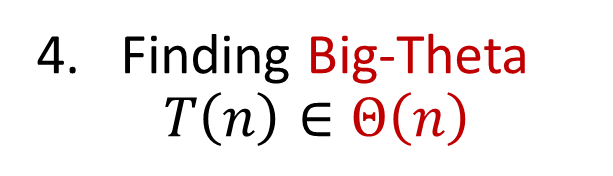 4. Finding Big-Theta
T(n) ∈ Θ(n)